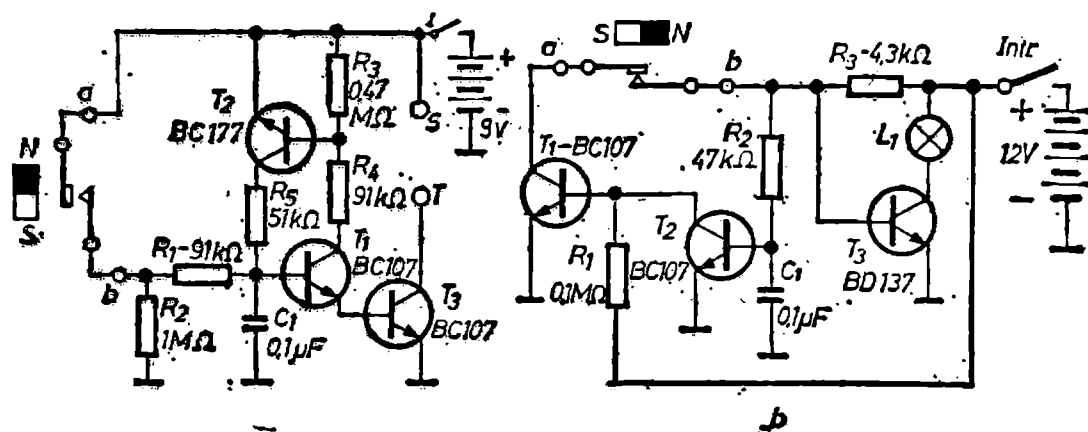 1
a
N
S
b
T2
BC177
R3
0,47
MΩ
S
+
-
9V
R4
91kΩ
T
R5
51kΩ
R1-91kΩ
R2
1MΩ
C1
0,1µF
T1
BC107
T3
BC107
S N
a
b
R3-4,3kΩ
Intr.
+
12V
-
T1-BC107
R2
47kΩ
L1
R1
0,1MΩ
T2
BC107
C1
0,1µF
T3
BD137
b